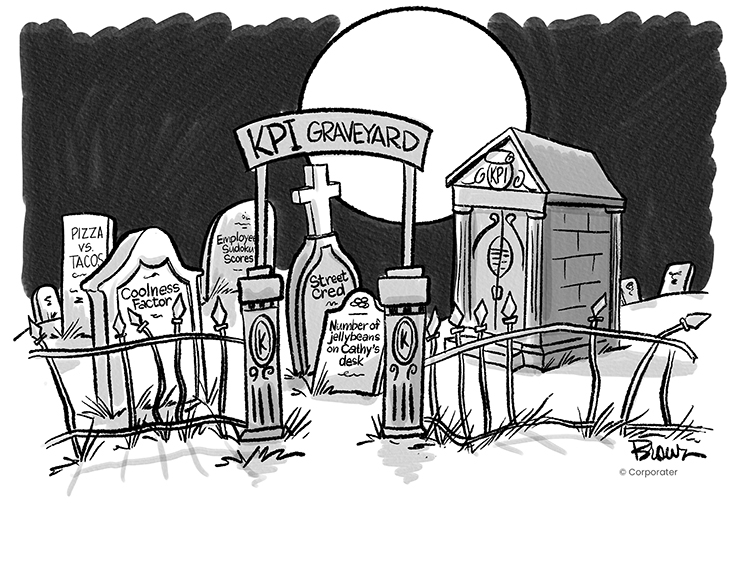 KPI GRAVEYARD
KPI
PIZZA
VS.
TACOS
Employee
Sudoku
Scores
Coolness
Factor
Street
Cred
Number of
jellybeans
on Cathy's
desk
K
K
Brown
© Corporater